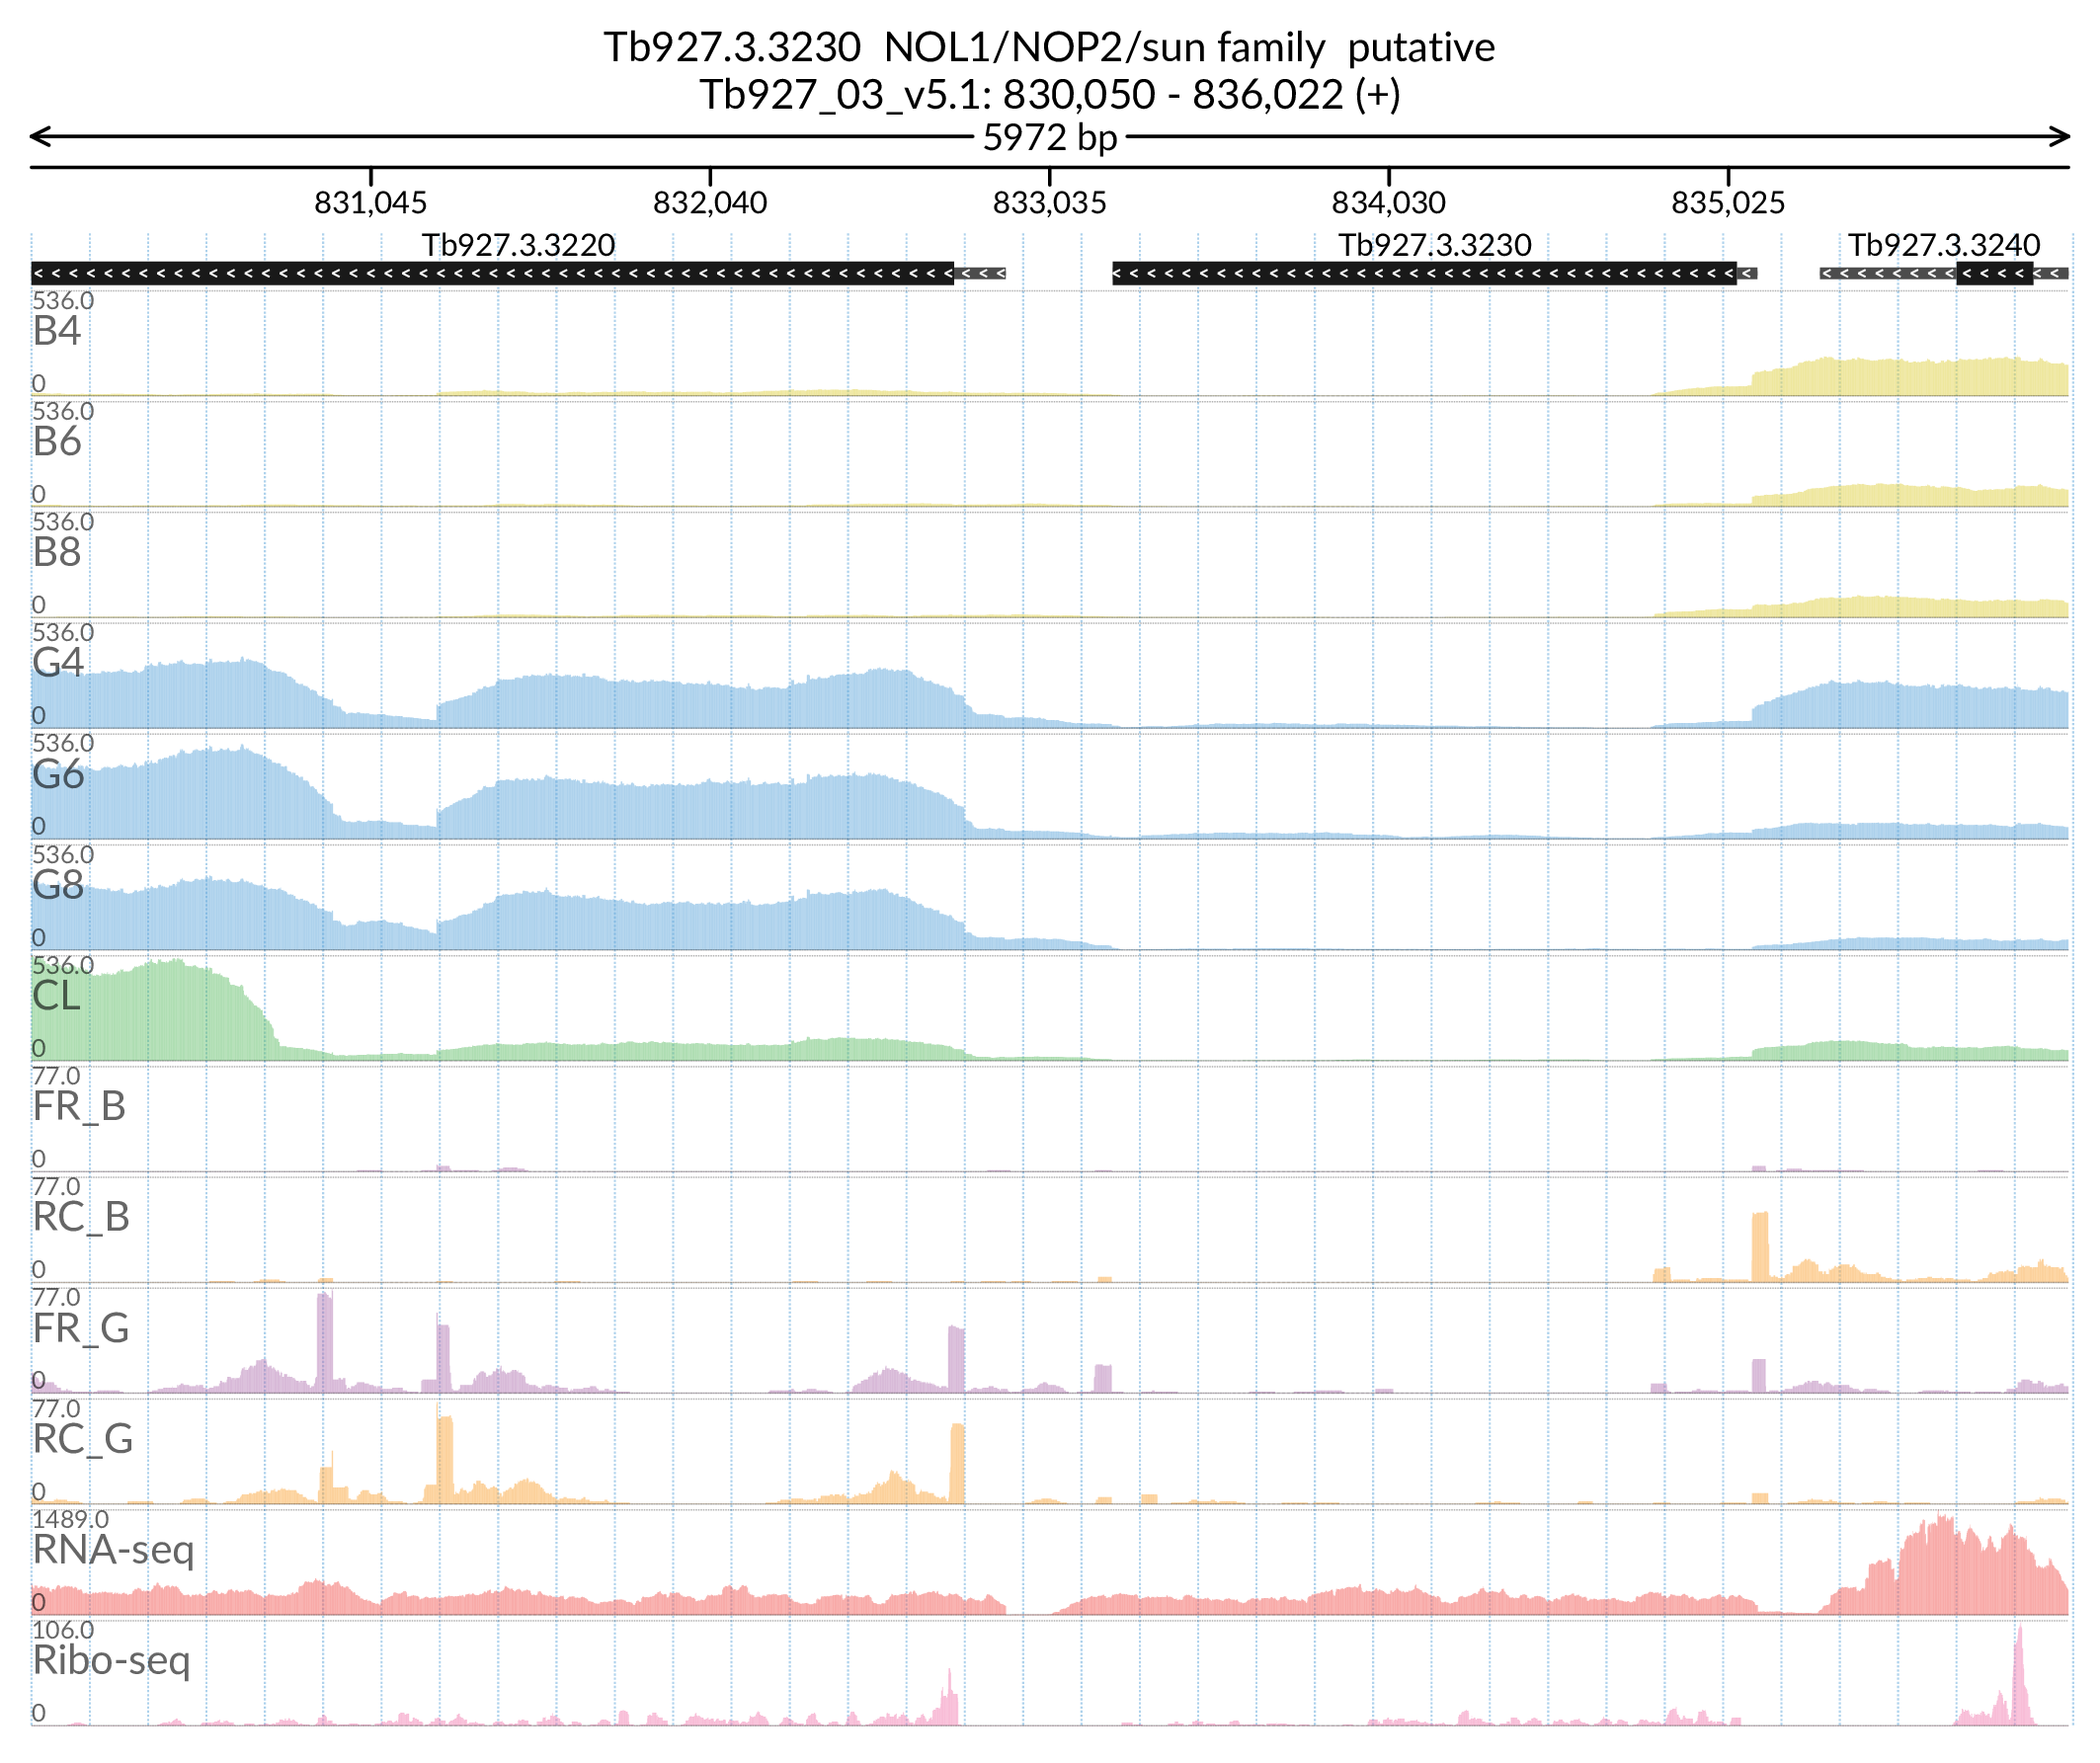 Tb927.3.3230  NOL1/NOP2/sun family  putative
Tb927_03_v5.1: 830,050 - 836,022 (+)
5972 bp
831,045 832,040 833,035 834,030 835,025
Tb927.3.3220 Tb927.3.3230 Tb927.3.3240
536.0
B4
0
536.0
B6
0
536.0
B8
0
536.0
G4
0
536.0
G6
0
536.0
G8
0
536.0
CL
0
77.0
FR_B
0
77.0
RC_B
0
77.0
FR_G
0
77.0
RC_G
0
1489.0
RNA-seq
0
106.0
Ribo-seq
0